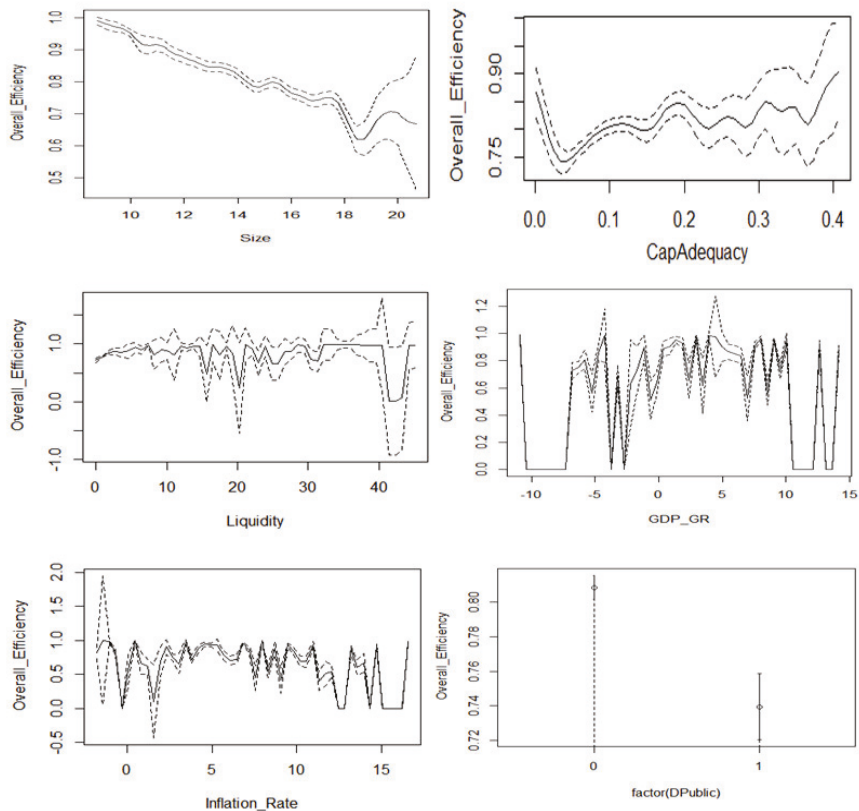 Overall_Efficiency
1.0
0.9
0.8
0.7
0.6
0.5
10 12 14 16 18 20
Size
Overall_Efficiency
0.90
0.75
0.0 0.1 0.2 0.3 0.4
CapAdequacy
Overall_Efficiency
1.0
0.0
-1.0
0 10 20 30 40
Liquidity
Overall_Efficiency
1.2
1.0
0.8
0.6
0.4
0.2
0.0
-10 -5 0 5 10 15
GDP_GR
Overall_Efficiency
2.0
1.5
1.0
0.5
0.0
-0.5
0 5 10 15
Inflation_Rate
Overall_Efficiency
0.80
0.78
0.76
0.74
0.72
0 1
factor(DPublic)